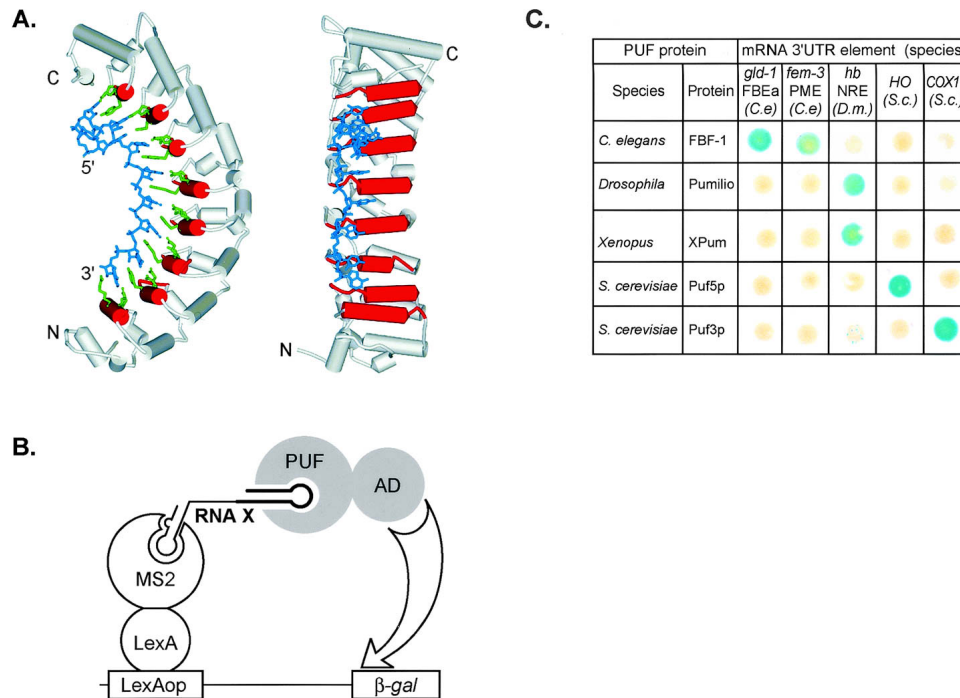 A.
C
5'
3'
N
C
N
B.
PUF
AD
RNA X
MS2
LexA
LexAop
β-gal
C.
PUF protein
mRNA 3'UTR element (species
Species
Protein
gld-1
FBEa
(C.e)
fem-3
PME
(C.e)
hb
NRE
(D.m.)
HO
(S.c.)
COX1
(S.c.)
C. elegans
FBF-1
Drosophila
Pumilio
Xenopus
XPum
S. cerevisiae
Puf5p
S. cerevisiae
Puf3p